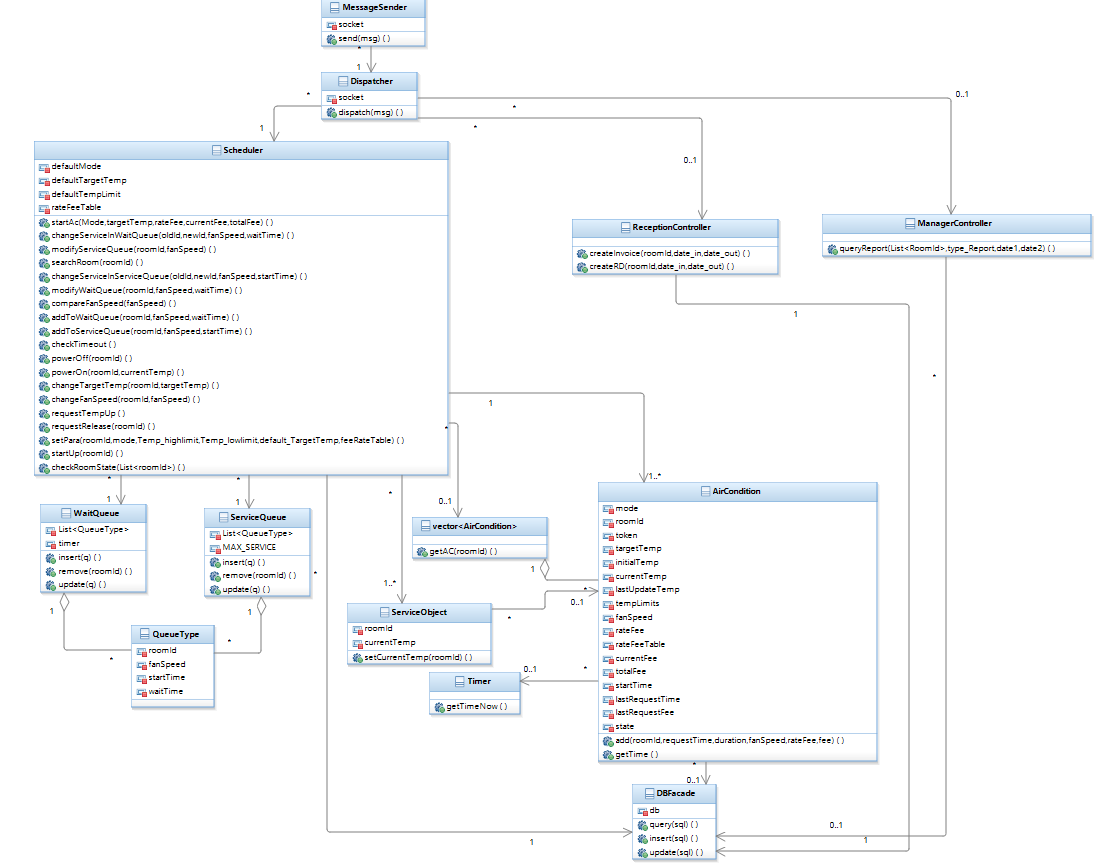 MessageSender
socket
send(msg) ( )
*
1
Dispatcher
socket
dispatch(msg) ( )
*
1
*
*
0..1
0..1
Scheduler
defaultMode
defaultTargetTemp
defaultTempLimit
rateFeeTable
startAc(Mode,targetTemp,rateFee,currentFee,totalFee) ( )
changeServiceInWaitQueue(oldId,newId,fanSpeed,waitTime) ( )
modifyServiceQueue(roomId,fanSpeed) ( )
searchRoom(roomId) ( )
changeServiceInServiceQueue(oldId,newId,fanSpeed,startTime) ( )
modifyWaitQueue(roomId,fanSpeed,waitTime) ( )
compareFanSpeed(fanSpeed) ( )
addToWaitQueue(roomId,fanSpeed,waitTime) ( )
addToServiceQueue(roomId,fanSpeed,startTime) ( )
checkTimeout ( )
powerOff(roomId) ( )
powerOn(roomId,currentTemp) ( )
changeTargetTemp(roomId,targetTemp) ( )
changeFanSpeed(roomId,fanSpeed) ( )
requestTempUp ( )
requestRelease(roomId) ( )
setPara(roomId,mode,Temp_highlimit,Temp_lowlimit,default_TargetTemp,feeRateTable) ( )
startUp(roomId) ( )
checkRoomState(List<roomId>) ( )
ReceptionController
createInvoice(roomId,date_in,date_out) ( )
createRD(roomId,date_in,date_out) ( )
ManagerController
queryReport(List<RoomId>,type_Report,date1,date2) ( )
1
*
1
1..*
*
0..1
*
1
*
1
*
1..*
WaitQueue
List<QueueType>
timer
insert(q) ( )
remove(roomId) ( )
update(q) ( )
ServiceQueue
List<QueueType>
MAX_SERVICE
insert(q) ( )
remove(roomId) ( )
update(q) ( )
*
vector<AirCondition>
getAC(roomId) ( )
1
*
AirCondition
mode
roomId
token
targetTemp
initialTemp
currentTemp
lastUpdateTemp
tempLimits
fanSpeed
rateFee
rateFeeTable
currentFee
totalFee
startTime
lastRequestTime
lastRequestFee
state
add(roomId,requestTime,duration,fanSpeed,rateFee,fee) ( )
getTime ( )
1
*
1
*
QueueType
roomId
fanSpeed
startTime
waitTime
ServiceObject
roomId
currentTemp
setCurrentTemp(roomId) ( )
*
0..1
Timer
getTimeNow ( )
0..1
*
*
0..1
DBFacade
db
query(sql) ( )
insert(sql) ( )
update(sql) ( )
1
0..1
1